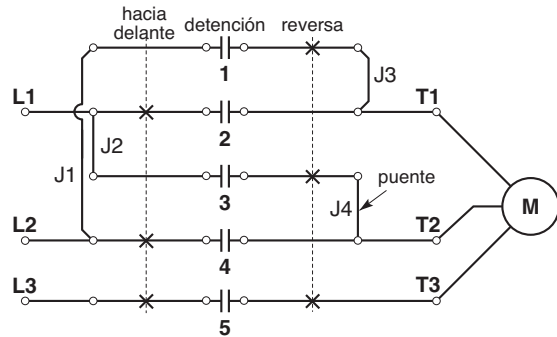 hacia
delante
detención
reversa
1
J3
L1
T1
J2
2
J1
puente
3
J4
M
L2
T2
4
L3
T3
5